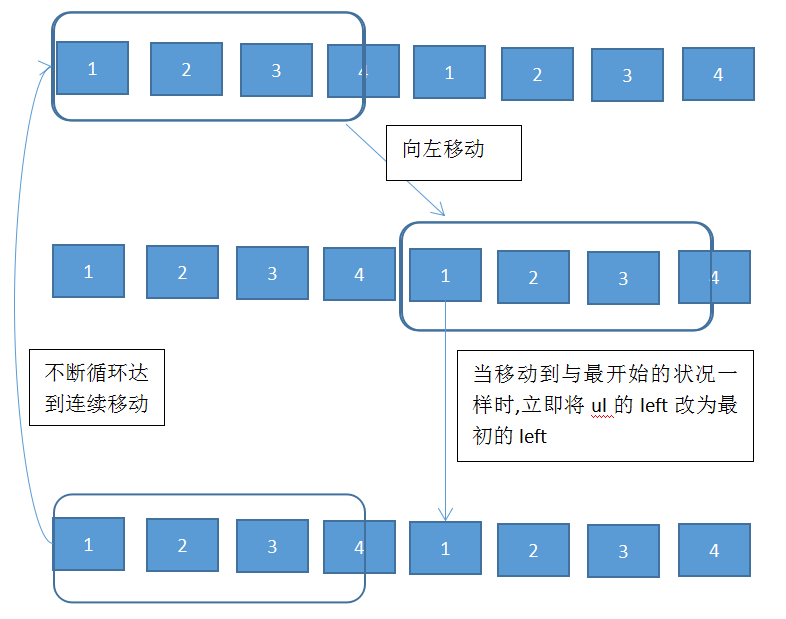 1 2 3 4 1 2 3 4
向左移动
1 2 3 4 1 2 3 4
不断循环达
到连续移动
当移动到与最开始的状况一
样时,立即将 ul 的 left 改为最
初的 left
1 2 3 4 1 2 3 4